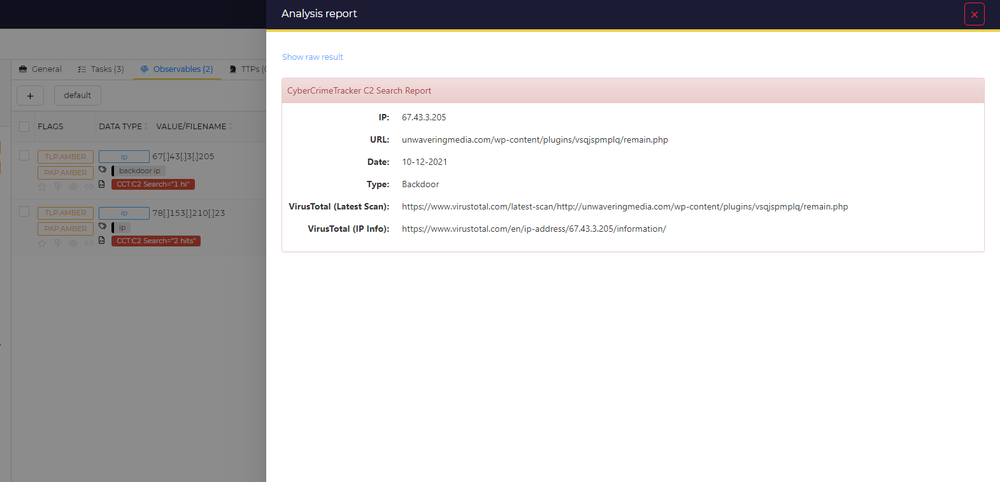 Analysis report
Show raw result
General
Tasks (3)
Observables (2)
TTPs (
+
default
FLAGS
DATA TYPE
VALUE/FILENAME
TLP:AMBER
ip
67[.]43[.]3[.]205
PAP:AMBER
backdoor ip
CCT:C2 Search="1 hi"
TLP:AMBER
ip
78[.]153[.]210[.]23
PAP:AMBER
ip
CCT:C2 Search="2 hits"
CyberCrimeTracker C2 Search Report
IP: 67.43.3.205
URL: unwaveringmedia.com/wp-content/plugins/vsqjspmplq/remain.php
Date: 10-12-2021
Type: Backdoor
VirusTotal (Latest Scan): https://www.virustotal.com/latest-scan/http://unwaveringmedia.com/wp-content/plugins/vsqjspmplq/remain.php
VirusTotal (IP Info): https://www.virustotal.com/en/ip-address/67.43.3.205/information/